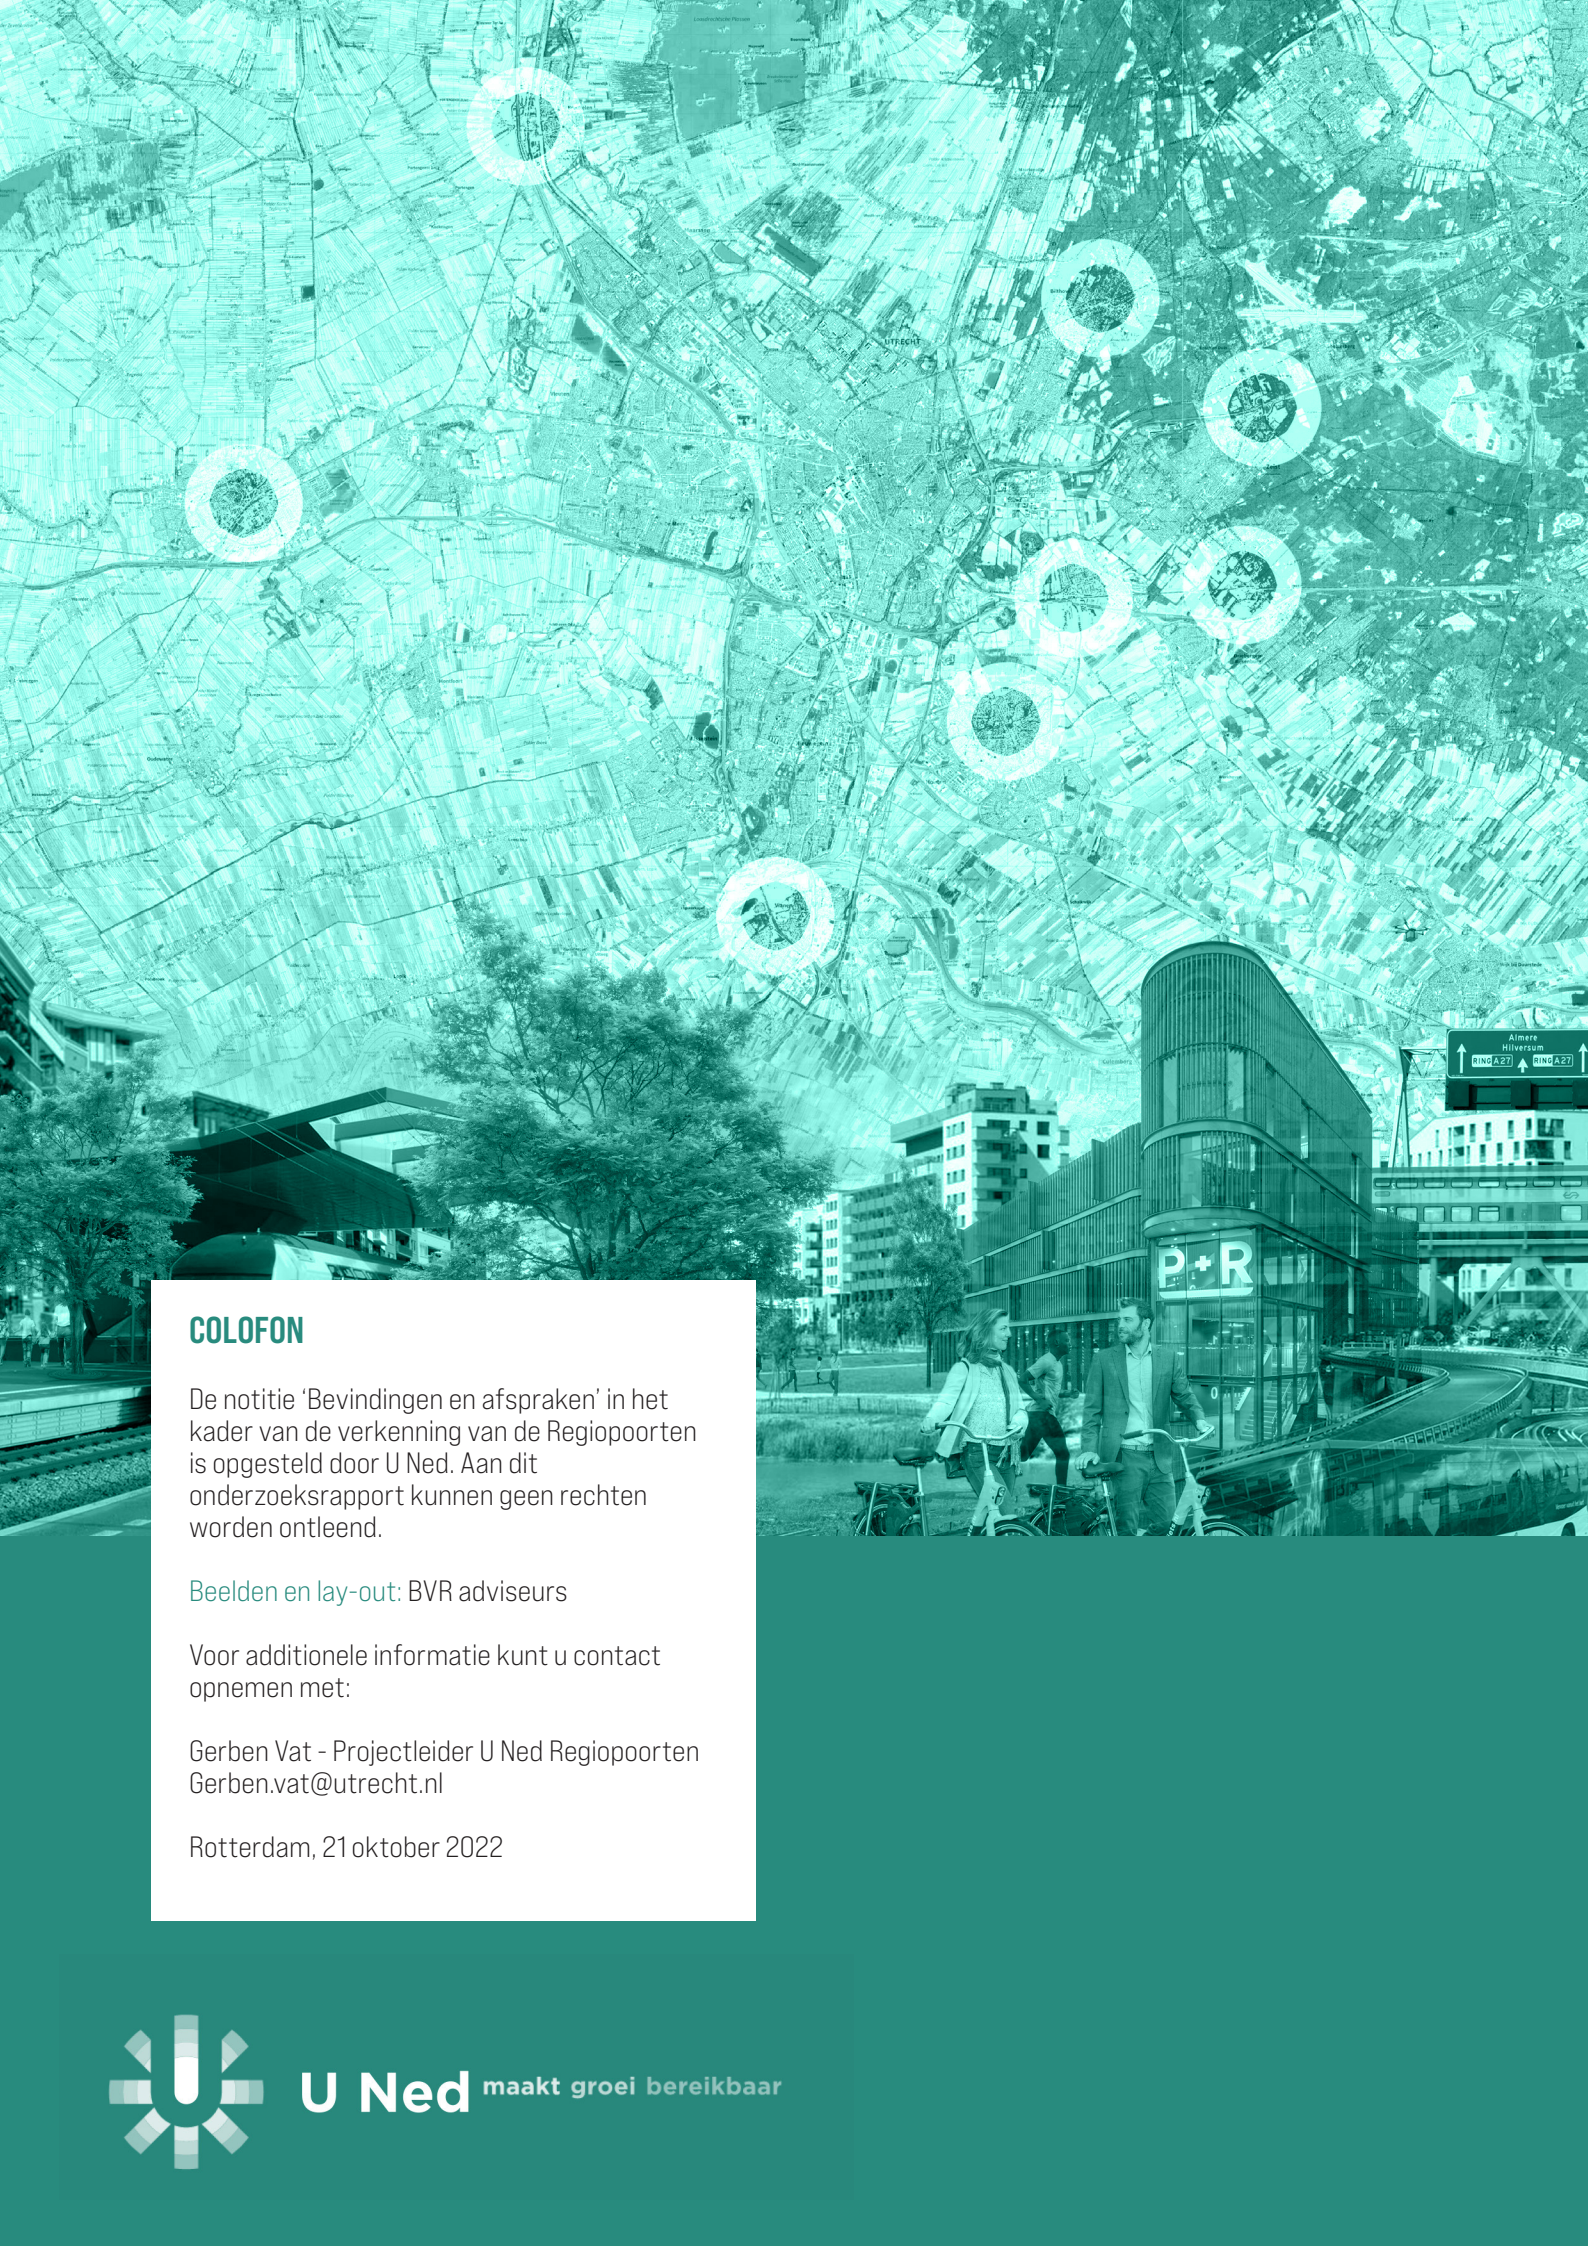 UTRECHT
Almere
Hilversum
RING A27 RING A27
P+R
COLOFON
De notitie ‘Bevindingen en afspraken’ in het
kader van de verkenning van de Regiopoorten
is opgesteld door U Ned. Aan dit
onderzoeksrapport kunnen geen rechten
worden ontleend.
Beelden en lay-out: BVR adviseurs
Voor additionele informatie kunt u contact
opnemen met:
Gerben Vat - Projectleider U Ned Regiopoorten
Gerben.vat@utrecht.nl
Rotterdam, 21 oktober 2022
U Ned maakt groei bereikbaar